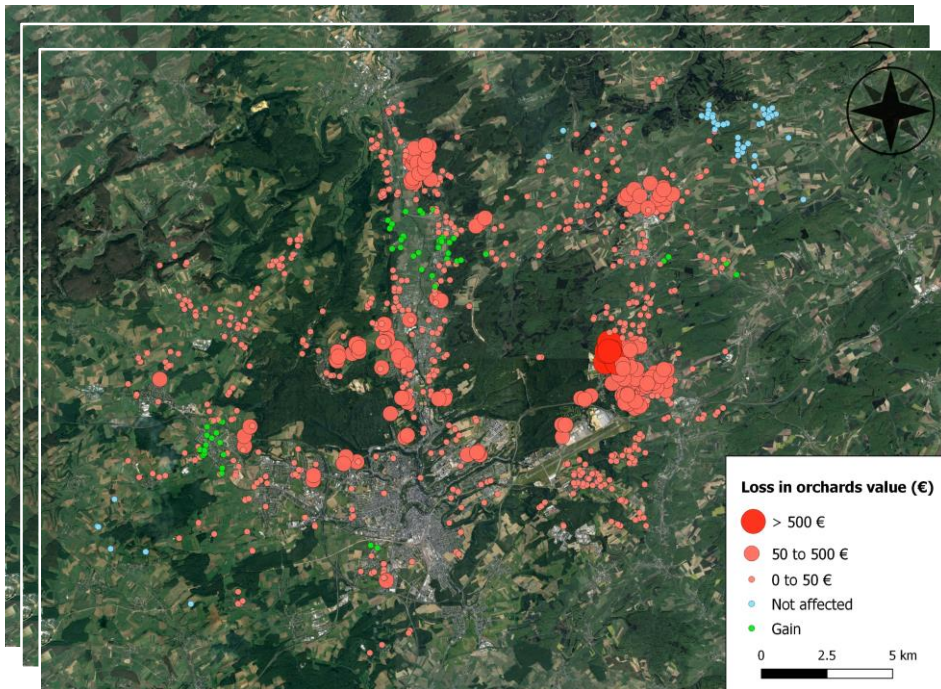 Loss in orchards value (€)
> 500 €
50 to 500 €
0 to 50 €
Not affected
Gain
0 2.5 5 km